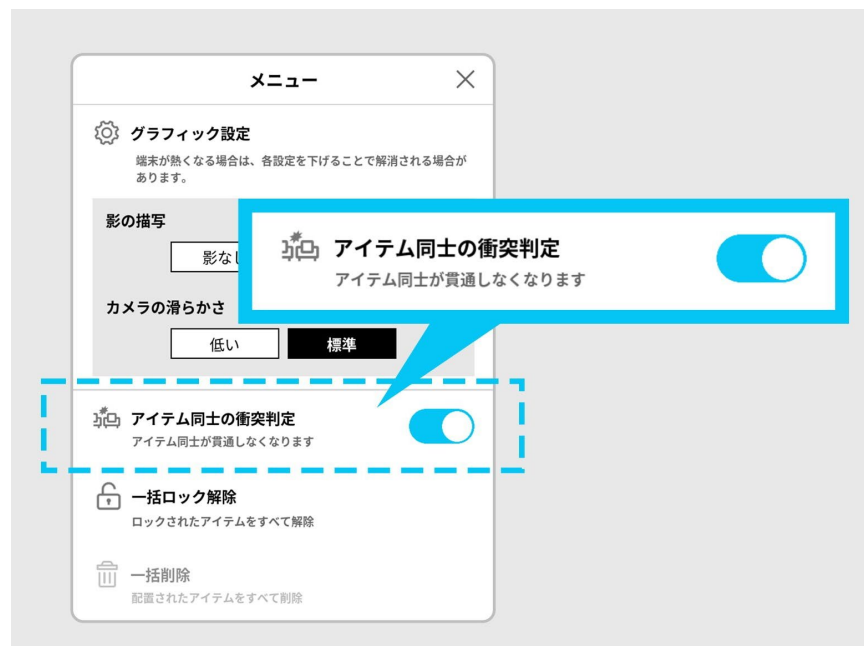 メニュー
グラフィック設定
端末が熱くなる場合は、各設定を下げることで解消される場合が
あります。
影の描写
影なし
カメラの滑らかさ
低い
標準
アイテム同士の衝突判定
アイテム同士が貫通しなくなります
アイテム同士の衝突判定
アイテム同士が貫通しなくなります
一括ロック解除
ロックされたアイテムをすべて解除
一括削除
配置されたアイテムをすべて削除